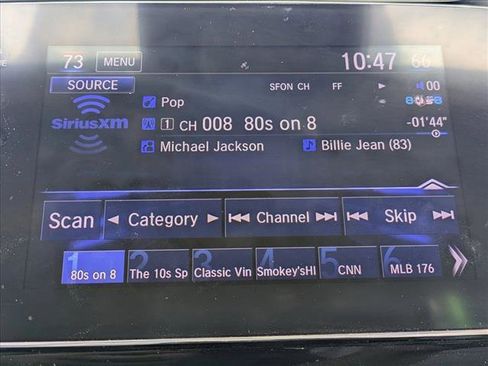 73 MENU 10:47 66
SOURCE SFON CH FF 00
SiriusXM
Pop
1 CH 008 80s on 8 -01'44"
Michael Jackson Billie Jean (83)
Scan Category Channel Skip
1 2 3 4 5 6
80s on 8 The 10s Sp Classic Vin Smokey'sHI CNN MLB 176